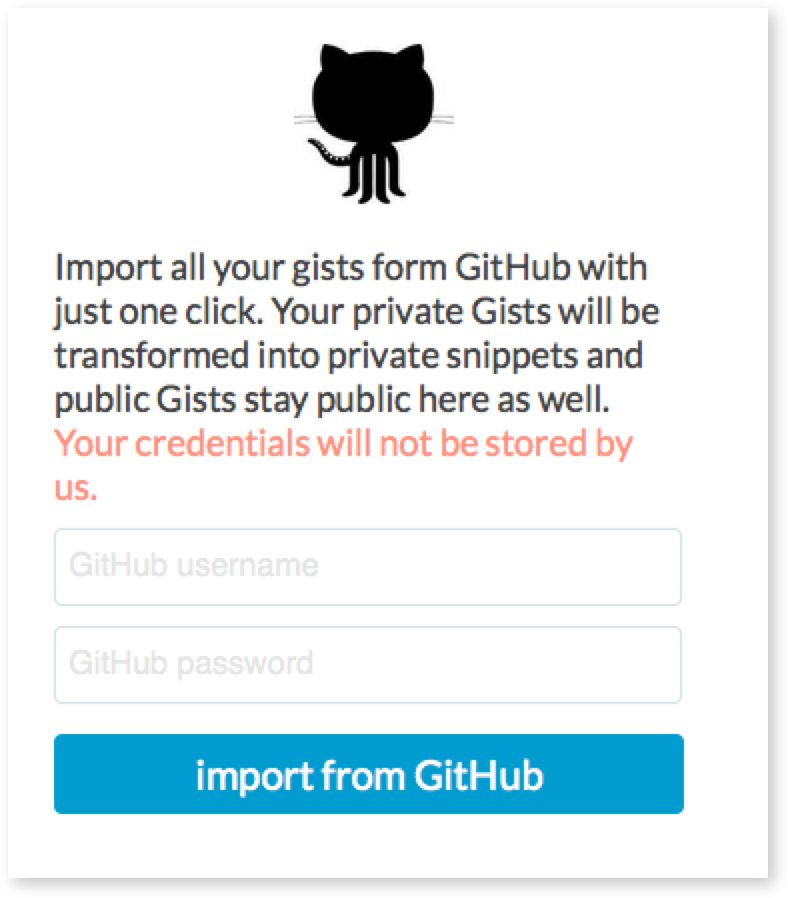 Import all your gists form GitHub with
just one click. Your private Gists will be
transformed into private snippets and
public Gists stay public here as well.
Your credentials will not be stored by
us.
GitHub username
GitHub password
import from GitHub